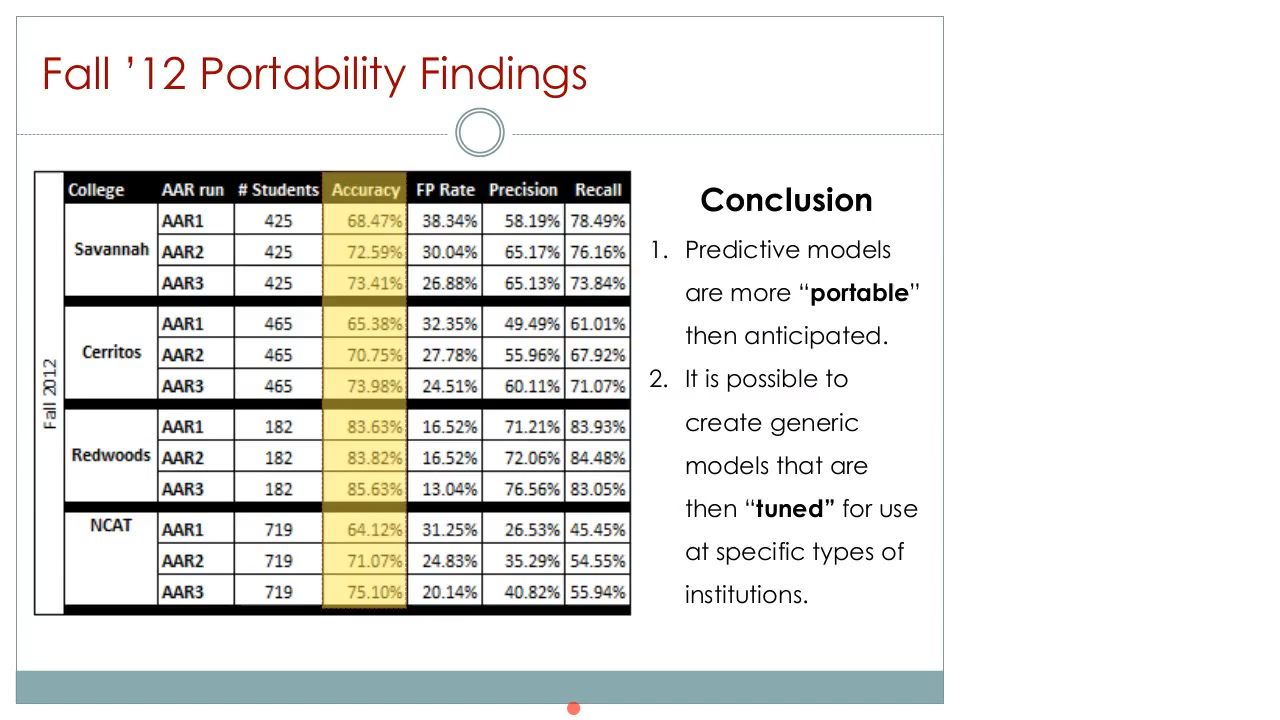 Fall ’12 Portability Findings
College AAR run # Students Accuracy FP Rate Precision Recall
Fall 2012
Savannah
AAR1 425 68.47% 38.34% 58.19% 78.49%
AAR2 425 72.59% 30.04% 65.17% 76.16%
AAR3 425 73.41% 26.88% 65.13% 73.84%
Cerritos
AAR1 465 65.38% 32.35% 49.49% 61.01%
AAR2 465 70.75% 27.78% 55.96% 67.92%
AAR3 465 73.98% 24.51% 60.11% 71.07%
Redwoods
AAR1 182 83.63% 16.52% 71.21% 83.93%
AAR2 182 83.82% 16.52% 72.06% 84.48%
AAR3 182 85.63% 13.04% 76.56% 83.05%
NCAT
AAR1 719 64.12% 31.25% 26.53% 45.45%
AAR2 719 71.07% 24.83% 35.29% 54.55%
AAR3 719 75.10% 20.14% 40.82% 55.94%
Conclusion
1. Predictive models
are more “portable”
then anticipated.
2. It is possible to
create generic
models that are
then “tuned” for use
at specific types of
institutions.